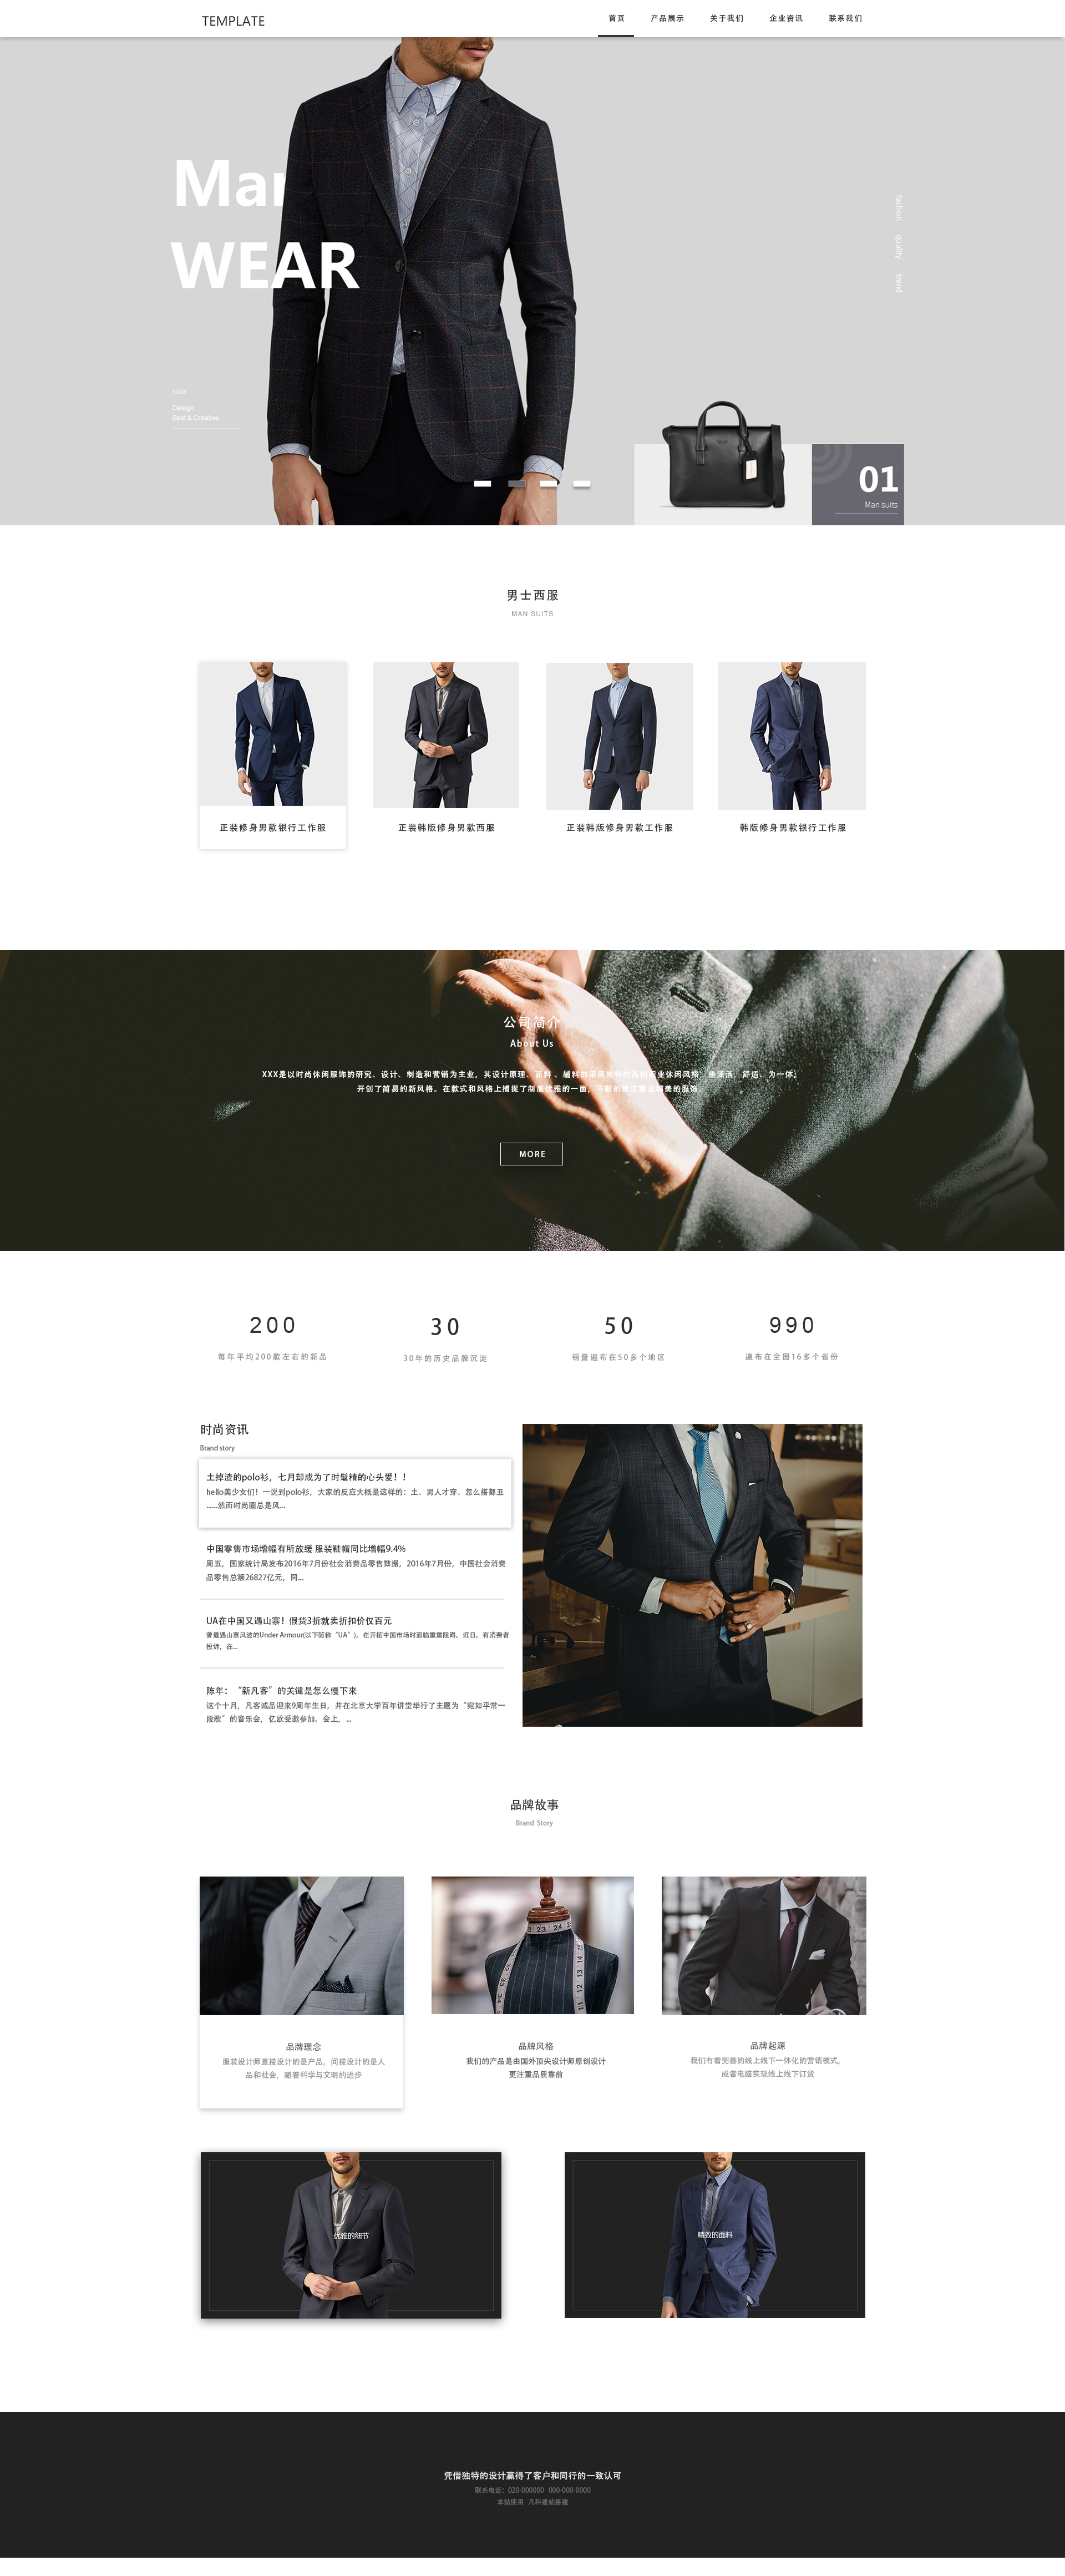 TEMPLATE
首页 产品展示 关于我们 企业资讯 联系我们
Man
WEAR
fashion quality trend
suits
Design
Best & Creative
01
Man suits
男士西服
MAN SUITS
正装修身男款银行工作服
正装韩版修身男款西服
正装韩版修身男款工作服
韩版修身男款银行工作服
公司简介
About Us
XXX是以时尚休闲服饰的研究、设计、制造和营销为主业，其设计原理、面料、辅料的采用独特的商务职业休闲风格，集潇洒，舒适、为一体。
开创了简易的新风格。在款式和风格上捕捉了制服优雅的一面，
MORE
200
每年平均200款左右的新品
30
30年的历史品牌沉淀
50
销量遍布在50多个地区
990
遍布在全国16多个省份
时尚资讯
Brand story
土掉渣的polo衫，七月却成为了时髦精的心头爱！！
hello美少女们！一说到polo衫，大家的反应大概是这样的：土、男人才穿、怎么搭都丑
......然而时尚圈总是风...
中国零售市场增幅有所放缓 服装鞋帽同比增幅9.4%
周五，国家统计局发布2016年7月份社会消费品零售数据，2016年7月份，中国社会消费
品零售总额26827亿元，同...
UA在中国又遇山寨！假货3折就卖折扣价仅百元
曾遭遇山寨风波的Under Armour(以下简称“UA”)，在开拓中国市场时面临重重阻碍。近日，有消费者
投诉，在...
陈年：“新凡客”的关键是怎么慢下来
这个十月，凡客诚品迎来9周年生日，并在北京大学百年讲堂举行了主题为“宛如平常一
段歌”的音乐会，亿欧受邀参加。会上，...
品牌故事
Brand Story
品牌理念
服装设计师直接设计的是产品，间接设计的是人
品和社会，随着科学与文明的进步
品牌风格
我们的产品是由国外顶尖设计师原创设计
更注重品质靠前
品牌起源
我们有着完善的线上线下一体化的营销模式，
或者电脑实现线上线下订货
优雅的细节
精致的面料
凭借独特的设计赢得了客户和同行的一致认可
联系电话：020-000000 000-000-0000
本站使用 凡科建站搭建